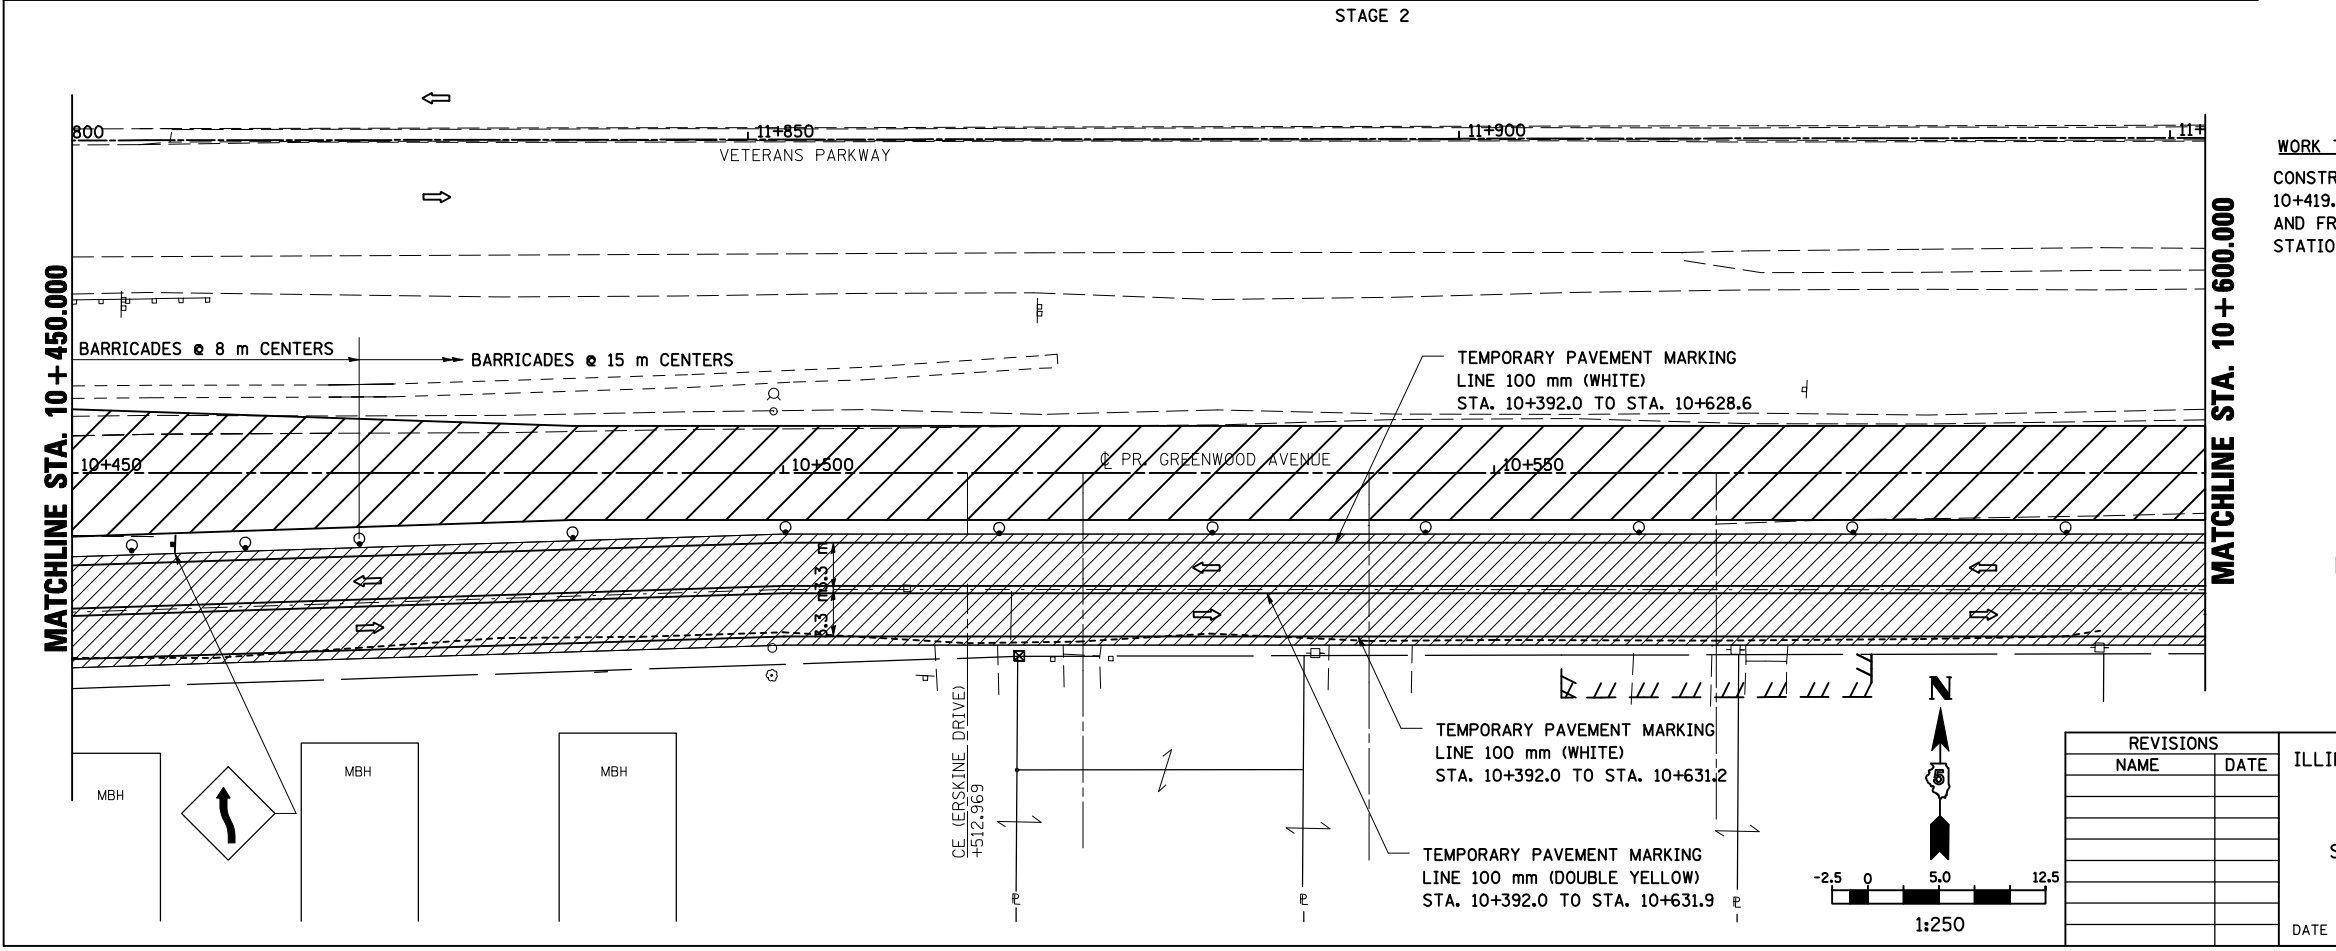 STAGE 2
800
11+850
11+900
11+
VETERANS PARKWAY
WORK
CONSTR
10+419.
AND FR
STATIO
MATCHLINE STA. 10+450.000
MATCHLINE STA. 10+600.000
BARRICADES @ 8 m CENTERS
BARRICADES @ 15 m CENTERS
TEMPORARY PAVEMENT MARKING
LINE 100 mm (WHITE)
STA. 10+392.0 TO STA. 10+628.6
10+450
10+500
℄ PR. GREENWOOD AVENUE
10+550
3.3 m
3.3 m
CE (ERSKINE DRIVE)
+512.969
TEMPORARY PAVEMENT MARKING
LINE 100 mm (WHITE)
STA. 10+392.0 TO STA. 10+631.2
TEMPORARY PAVEMENT MARKING
LINE 100 mm (DOUBLE YELLOW)
STA. 10+392.0 TO STA. 10+631.9
MBH
MBH
MBH
PL
PL
PL
N
5
-2.5 0 5.0 12.5
1:250
REVISIONS
NAME DATE
ILLI
DATE